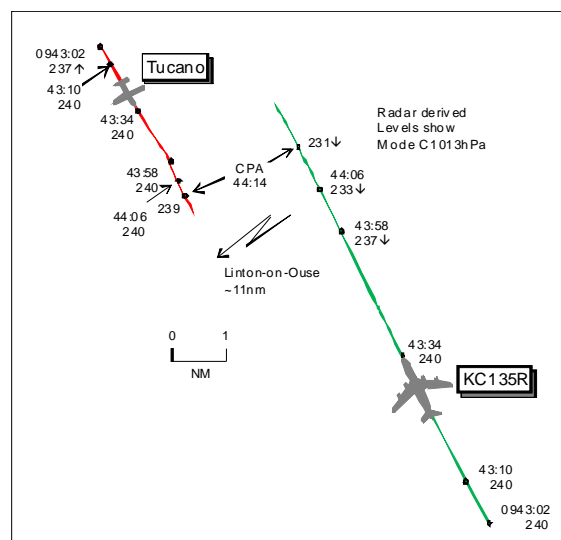 0943:02
237↑
43:10
240
Tucano
43:34
240
43:58
240
44:06
240
239
CPA
44:14
231↓
44:06
233↓
43:58
237↓
Radar derived
Levels show
Mode C1013hPa
Linton-on-Ouse
~11nm
0
1
NM
43:34
240
KC135R
43:10
240
0943:02
240